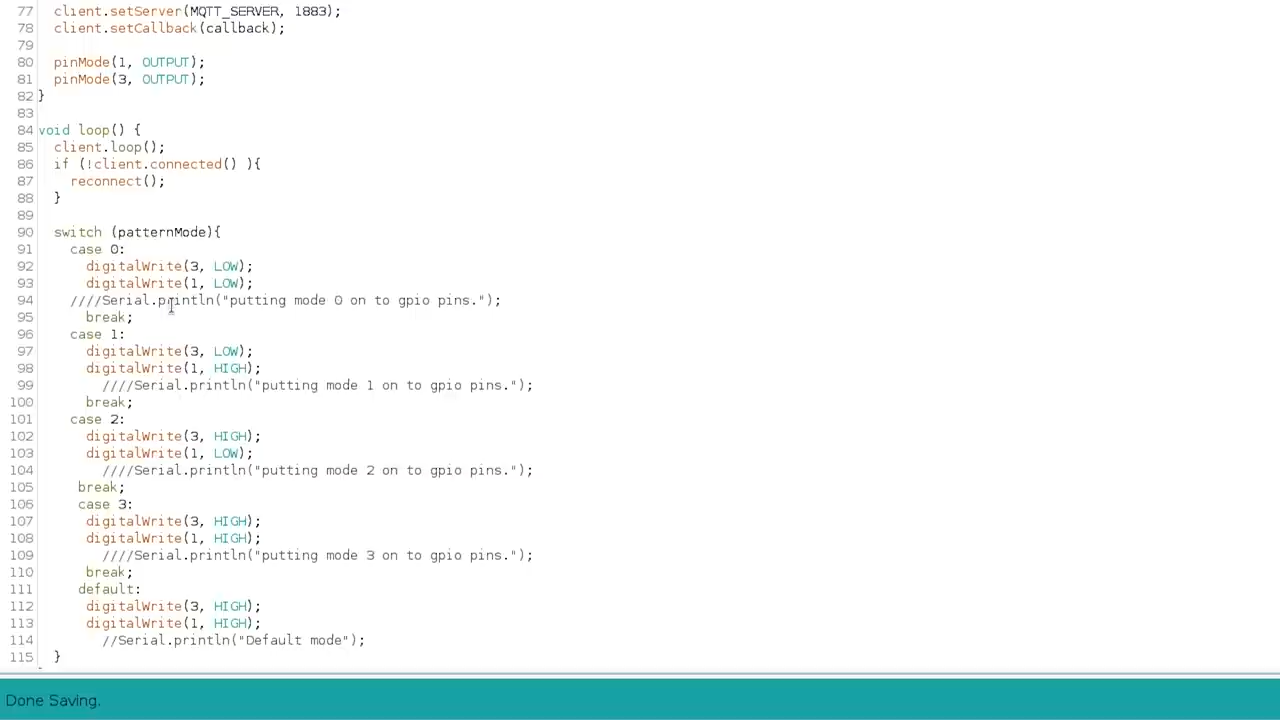 77 client.setServer(MQTT_SERVER, 1883);
78 client.setCallback(callback);
79
80 pinMode(1, OUTPUT);
81 pinMode(3, OUTPUT);
82 }
83
84 void loop() {
85 client.loop();
86 if (!client.connected() ){
87 reconnect();
88 }
89
90 switch (patternMode){
91 case 0:
92 digitalWrite(3, LOW);
93 digitalWrite(1, LOW);
94 ////Serial.println("putting mode 0 on to gpio pins.");
95 break;
96 case 1:
97 digitalWrite(3, LOW);
98 digitalWrite(1, HIGH);
99 ////Serial.println("putting mode 1 on to gpio pins.");
100 break;
101 case 2:
102 digitalWrite(3, HIGH);
103 digitalWrite(1, LOW);
104 ////Serial.println("putting mode 2 on to gpio pins.");
105 break;
106 case 3:
107 digitalWrite(3, HIGH);
108 digitalWrite(1, HIGH);
109 ////Serial.println("putting mode 3 on to gpio pins.");
110 break;
111 default:
112 digitalWrite(3, HIGH);
113 digitalWrite(1, HIGH);
114 //Serial.println("Default mode");
115 }
Done Saving.